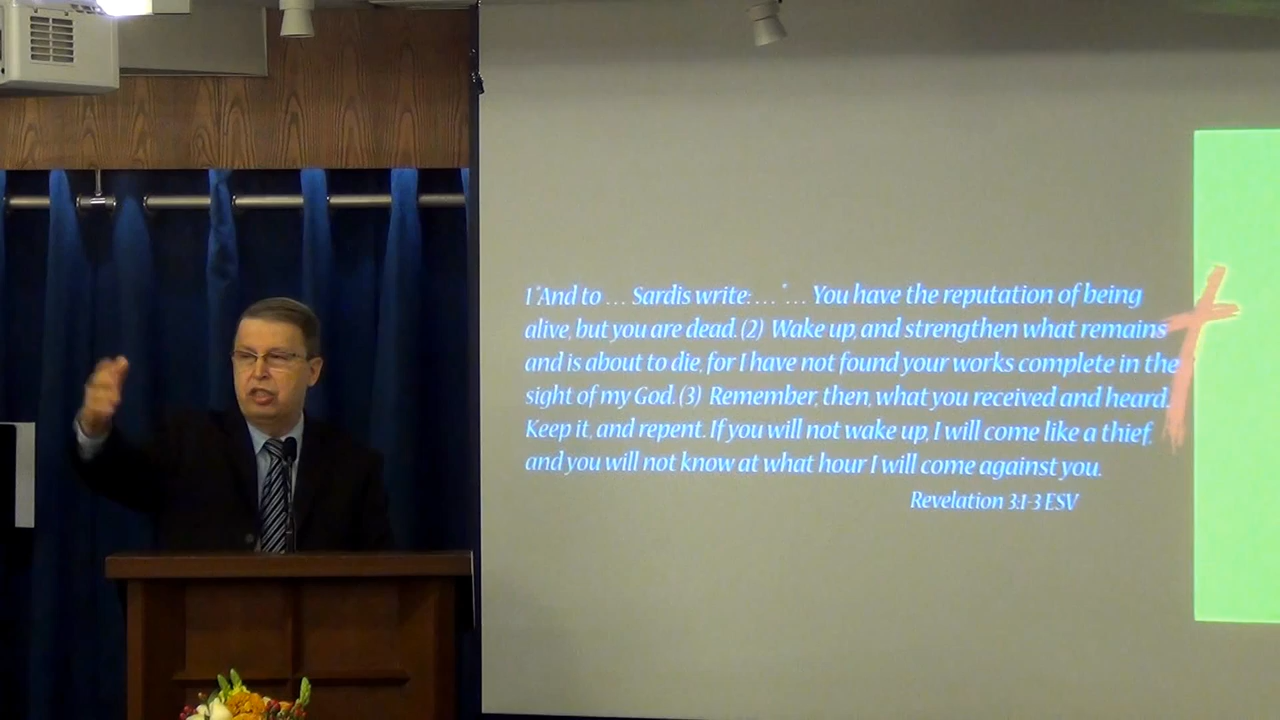 1 "And to … Sardis write: … "… You have the reputation of being
alive, but you are dead. (2) Wake up, and strengthen what remains
and is about to die, for I have not found your works complete in the
sight of my God. (3) Remember, then, what you received and heard.
Keep it, and repent. If you will not wake up, I will come like a thief,
and you will not know at what hour I will come against you.
Revelation 3:1-3 ESV